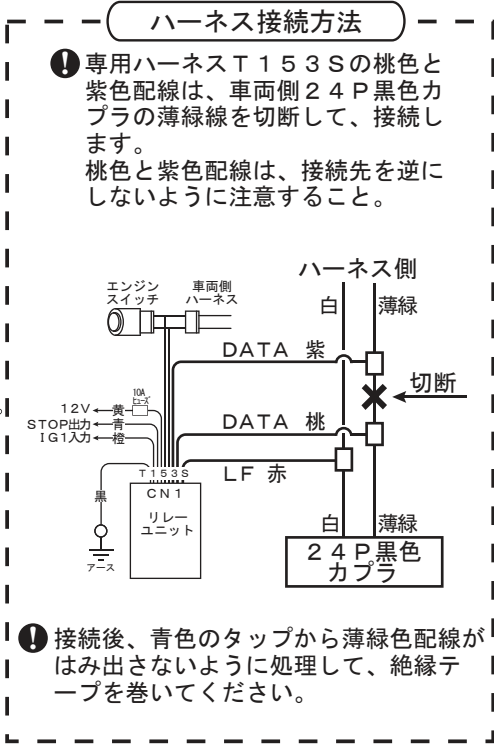 ハーネス接続方法
専用ハーネスT153Sの桃色と
紫色配線は、車両側24P黒色カ
プラの薄緑線を切断して、接続し
ます。
桃色と紫色配線は、接続先を逆に
しないように注意すること。
ハーネス側
エンジン
スイッチ
車両側
ハーネス
白
薄緑
DATA 紫
切断
10A
ヒューズ
12V
黄
STOP出力
青
IG1入力
橙
DATA 桃
T153S
LF 赤
CN1
黒
リレー
ユニット
アース
白
薄緑
24P黒色
カプラ
接続後、青色のタップから薄緑色配線が
はみ出さないように処理して、絶縁テ
ープを巻いてください。